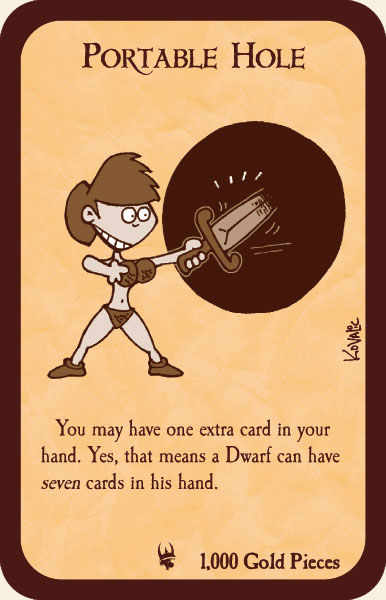 Portable Hole
Kovalic
You may have one extra card in your
hand. Yes, that means a Dwarf can have
seven cards in his hand.
1,000 Gold Pieces